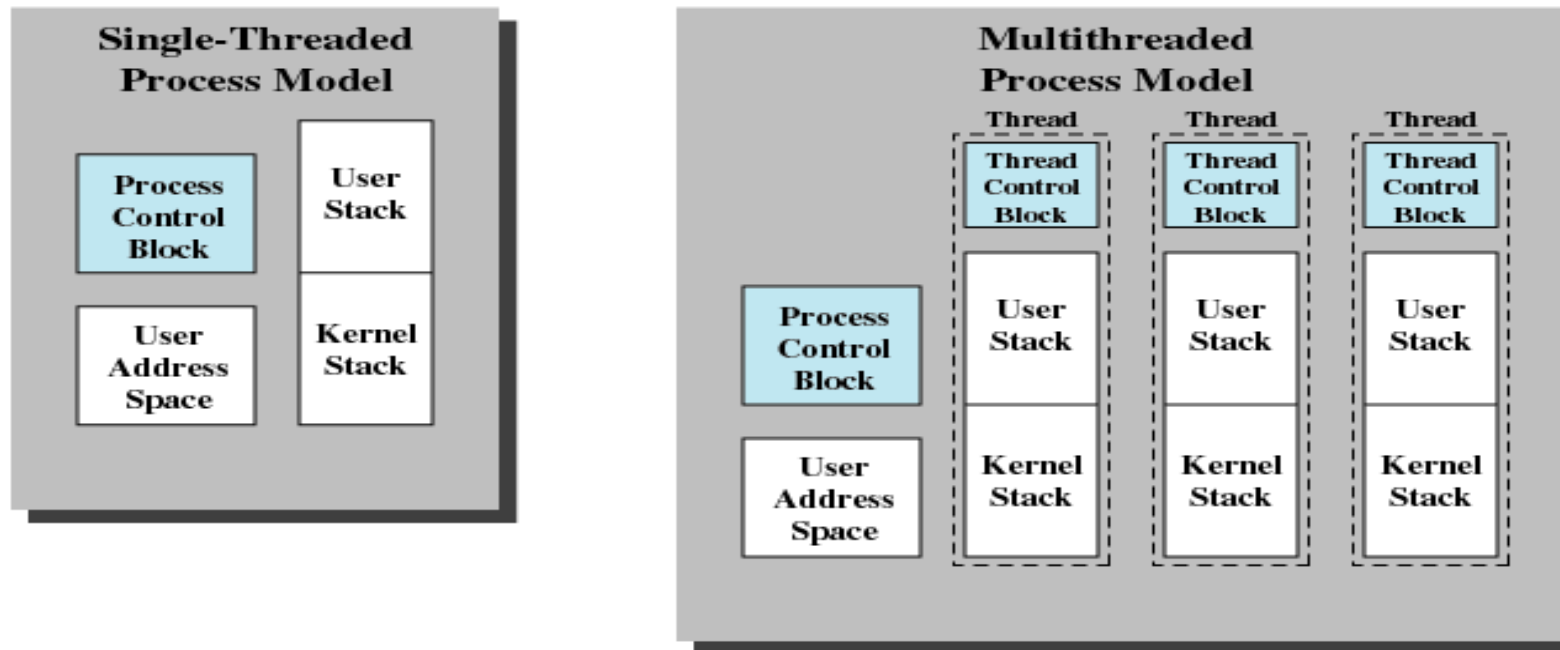 Single-Threaded
Process Model
Process
Control
Block
User
Stack
User
Address
Space
Kernel
Stack
Multithreaded
Process Model
Process
Control
Block
User
Address
Space
Thread
Thread
Control
Block
User
Stack
Kernel
Stack
Thread
Thread
Control
Block
User
Stack
Kernel
Stack
Thread
Thread
Control
Block
User
Stack
Kernel
Stack